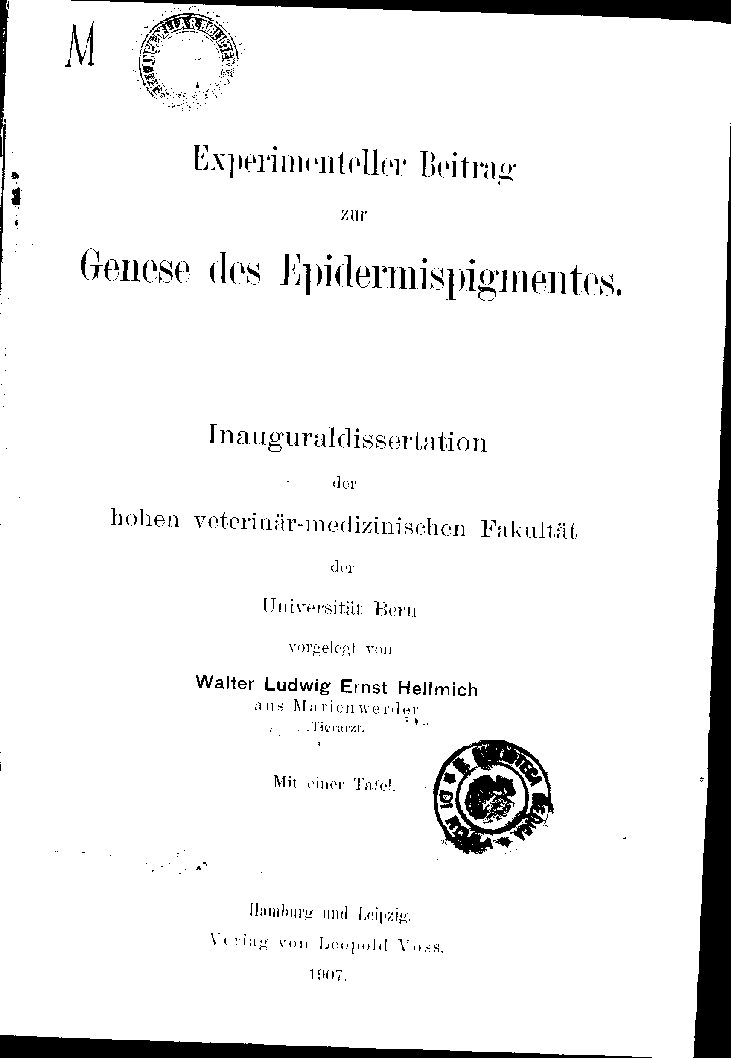 M
Experimenteller Beitrag
zur
Genese des Epidermispigmentes.
Inauguraldissertation
der
hohen veterinär-medizinischen Fakultät
der
Universität Bern
vorgelegt von
Walter Ludwig Ernst Hellmich
aus Marienwerder
Tierarzt.
Mit einer Tafel.
Hamburg und Leipzig.
Verlag von Leopold Voss.
1907.